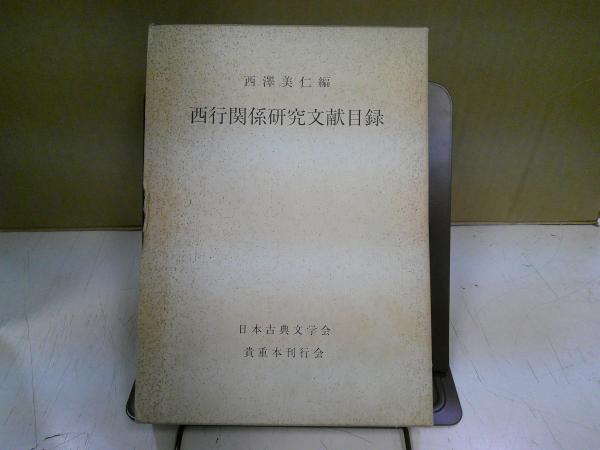 西澤美仁編
西行関係研究文献目録
日本古典文学会
貴重本刊行会